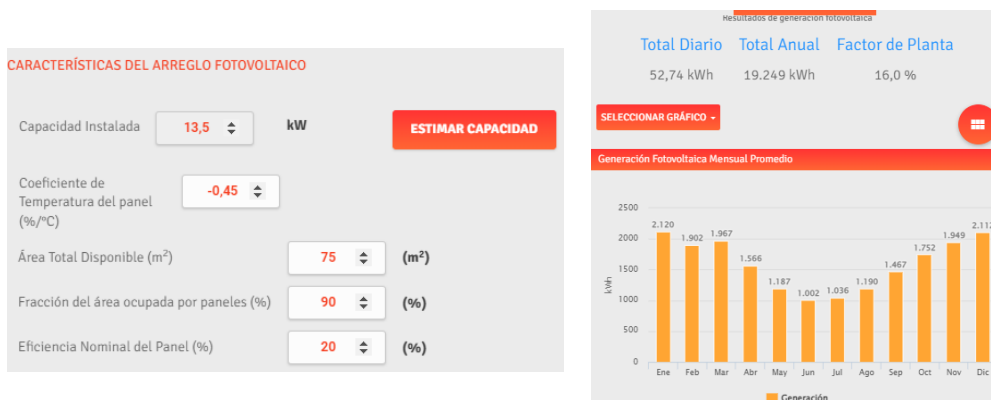 CARACTERÍSTICAS DEL ARREGLO FOTOVOLTAICO
Capacidad Instalada 13,5 kW ESTIMAR CAPACIDAD
Coeficiente de
Temperatura del panel
(%/°C) -0,45
Área Total Disponible (m²) 75 (m²)
Fracción del área ocupada por paneles (%) 90 (%)
Eficiencia Nominal del Panel (%) 20 (%)
Resultados de generación fotovoltaica
Total Diario Total Anual Factor de Planta
52,74 kWh 19.249 kWh 16,0 %
SELECCIONAR GRÁFICO
Generación Fotovoltaica Mensual Promedio
kWh
2500
2000
1500
1000
500
0
2.120 1.902 1.967 1.566 1.187 1.002 1.036 1.190 1.467 1.752 1.949 2.112
Ene Feb Mar Abr May Jun Jul Ago Sep Oct Nov Dic
Generación